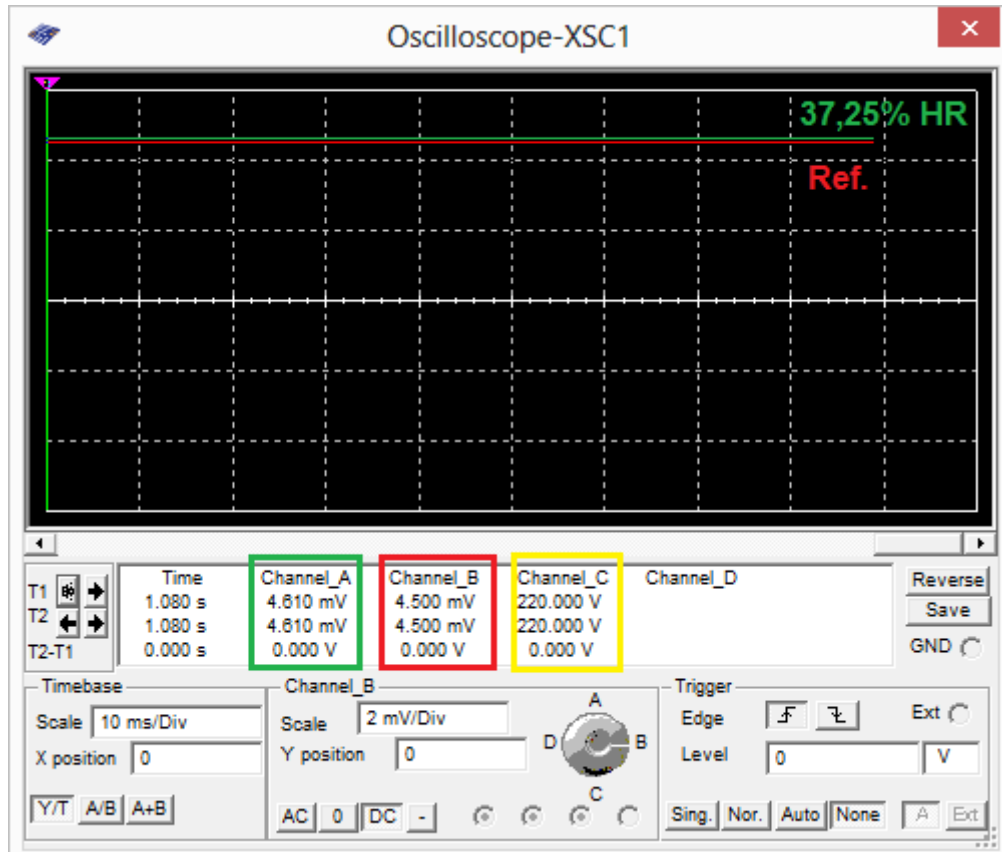 Oscilloscope-XSC1
37,25% HR
Ref.
T1
T2
T2-T1
Time Channel_A Channel_B Channel_C Channel_D
1.080 s 4.610 mV 4.500 mV 220.000 V
1.080 s 4.610 mV 4.500 mV 220.000 V
0.000 s 0.000 V 0.000 V 0.000 V
Reverse
Save
GND
Timebase
Scale 10 ms/Div
X position 0
Y/T A/B A+B
Channel_B
Scale 2 mV/Div
Y position 0
AC 0 DC -
A
D B
C
Trigger
Edge Ext
Level 0 V
Sing. Nor. Auto None A Ext